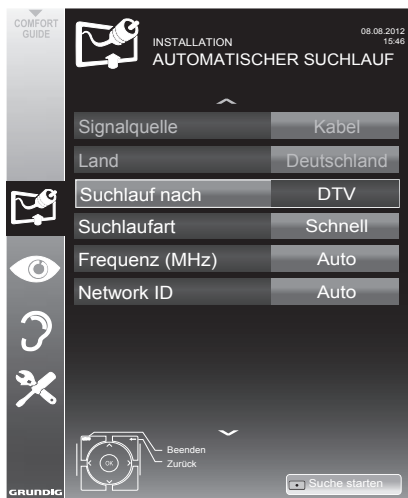 COMFORT
GUIDE
INSTALLATION
AUTOMATISCHER SUCHLAUF
08.08.2012
15:46
Signalquelle Kabel
Land Deutschland
Suchlauf nach DTV
Suchlaufart Schnell
Frequenz (MHz) Auto
Network ID Auto
OK
Beenden
Zurück
Suche starten
GRUNDIG